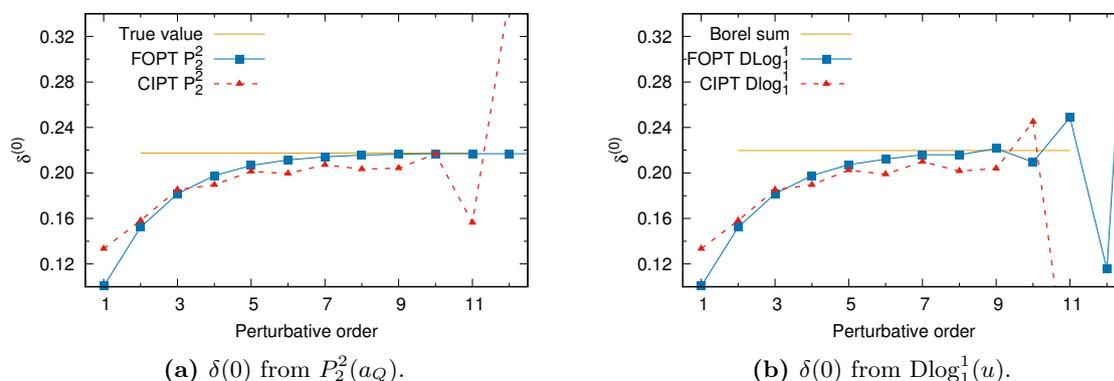 0.32
0.28
0.24
0.20
0.16
0.12
δ(0)
True value
FOPT P22
CIPT P22
1 3 5 7 9 11
Perturbative order
(a) δ(0) from P22(aQ).
0.32
0.28
0.24
0.20
0.16
0.12
δ(0)
Borel sum
FOPT DLog11
CIPT Dlog11
1 3 5 7 9 11
Perturbative order
(b) δ(0) from Dlog11(u).